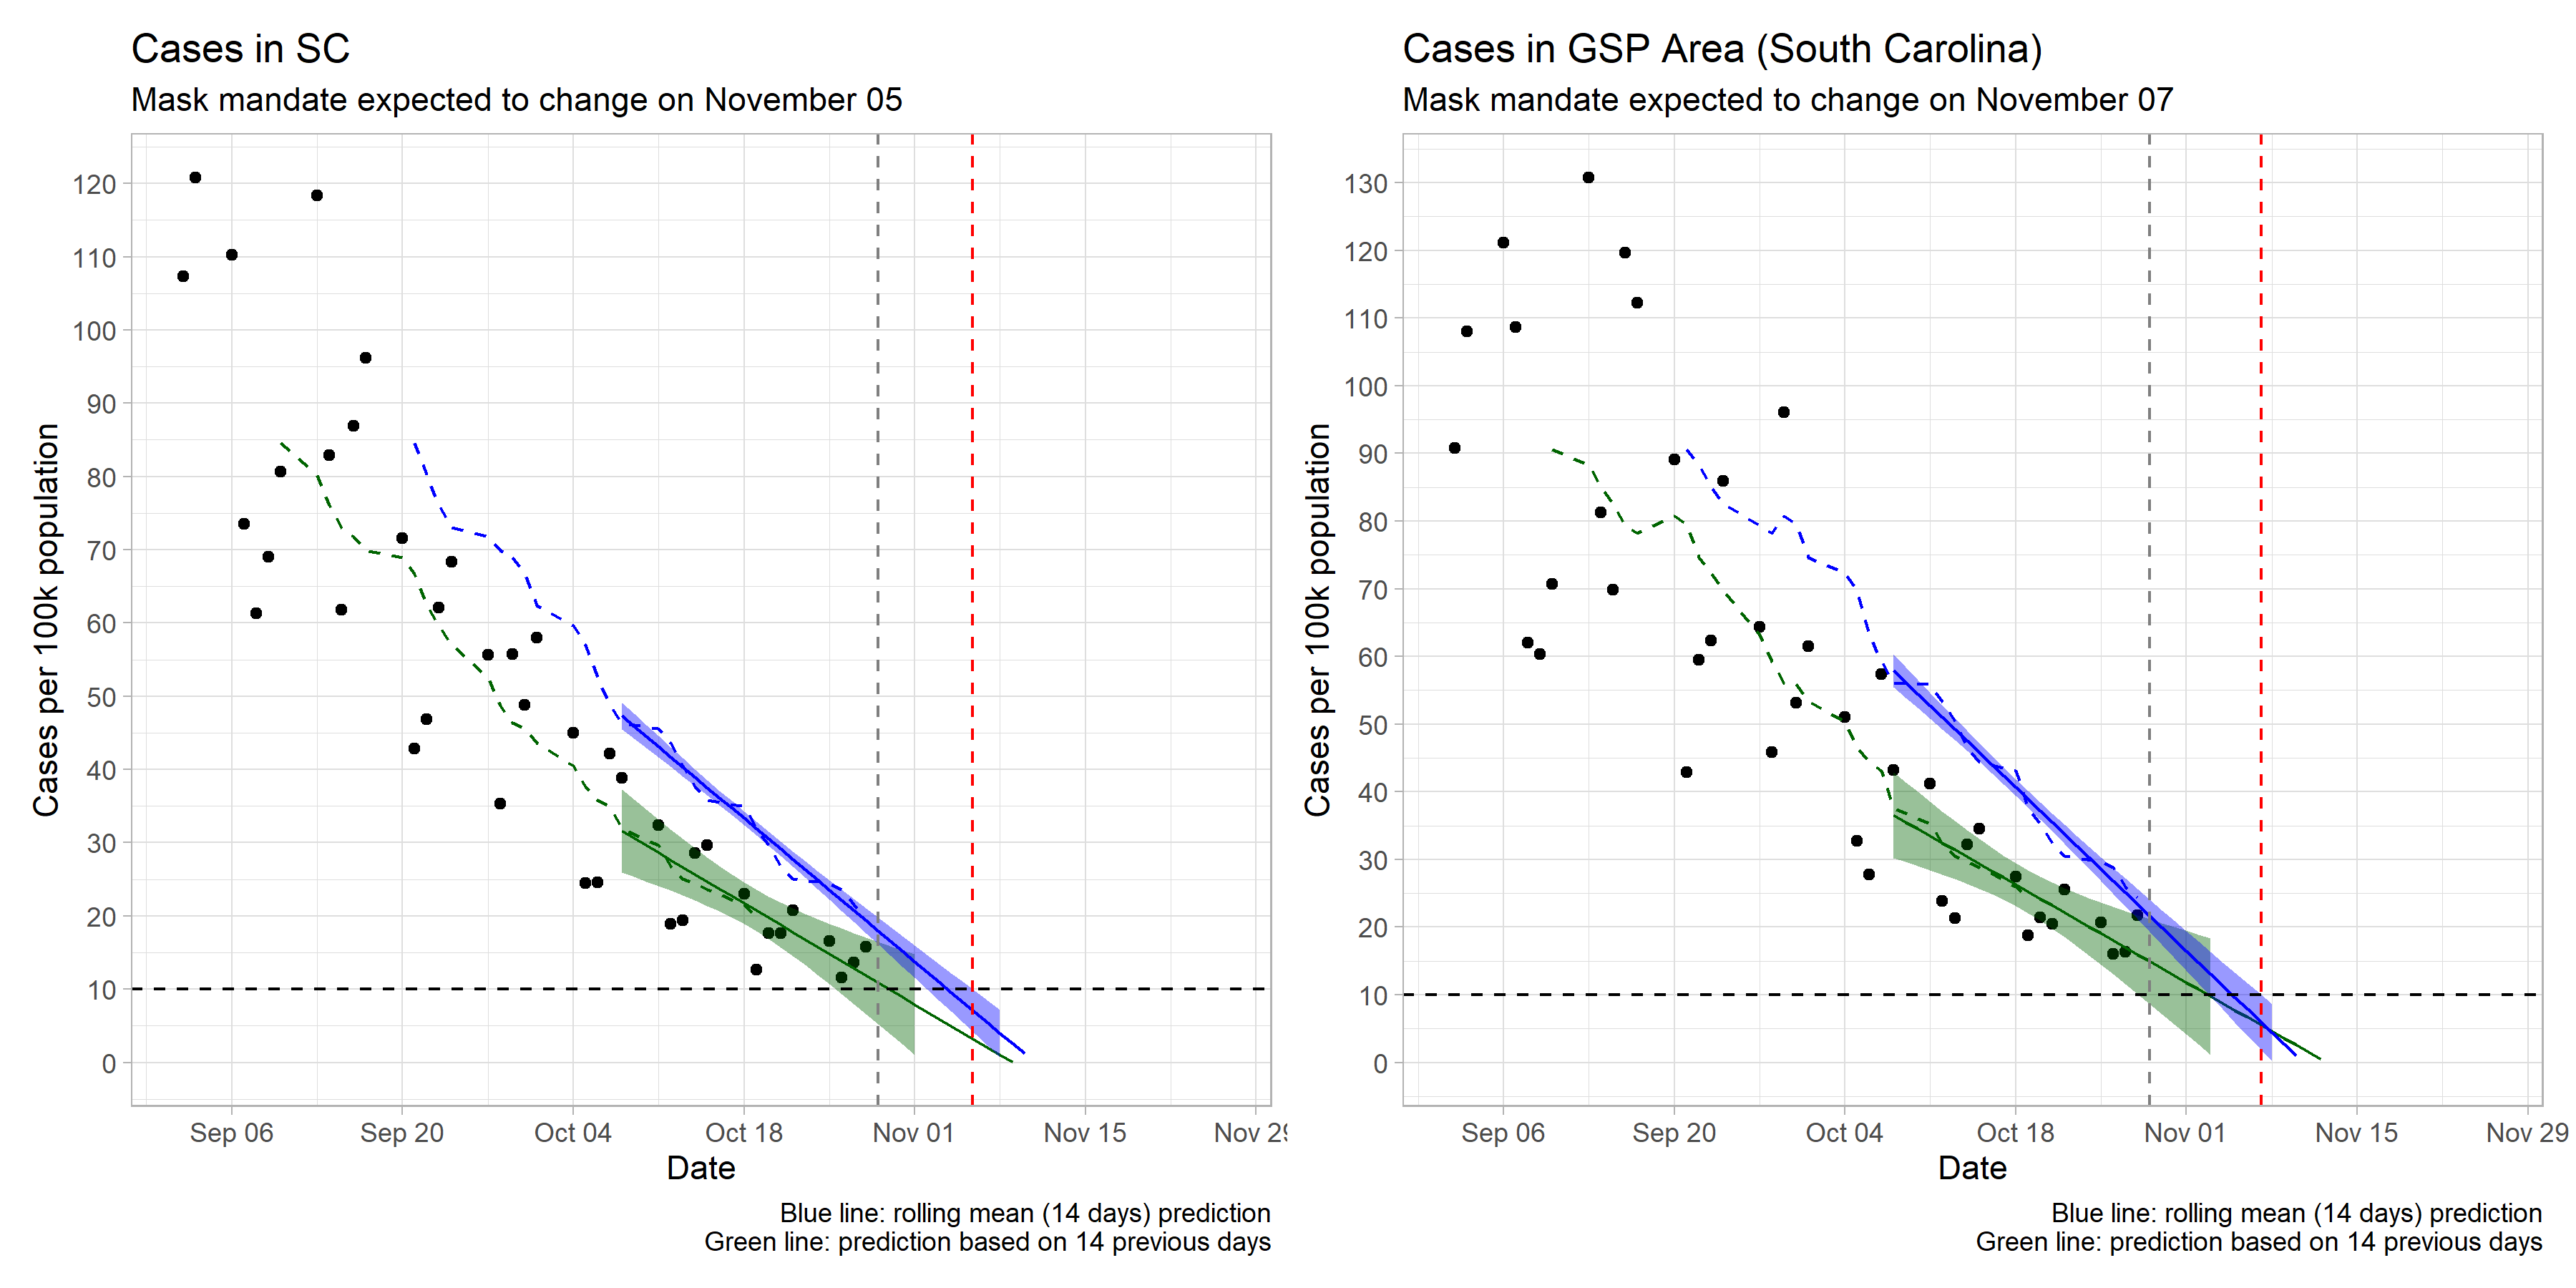 Cases in SC
Mask mandate expected to change on November 05
Cases per 100k population
120
110
100
90
80
70
60
50
40
30
20
10
0
Sep 06 Sep 20 Oct 04 Oct 18 Nov 01 Nov 15 Nov 29
Date
Blue line: rolling mean (14 days) prediction
Green line: prediction based on 14 previous days
Cases in GSP Area (South Carolina)
Mask mandate expected to change on November 07
Cases per 100k population
130
120
110
100
90
80
70
60
50
40
30
20
10
0
Sep 06 Sep 20 Oct 04 Oct 18 Nov 01 Nov 15 Nov 29
Date
Blue line: rolling mean (14 days) prediction
Green line: prediction based on 14 previous days